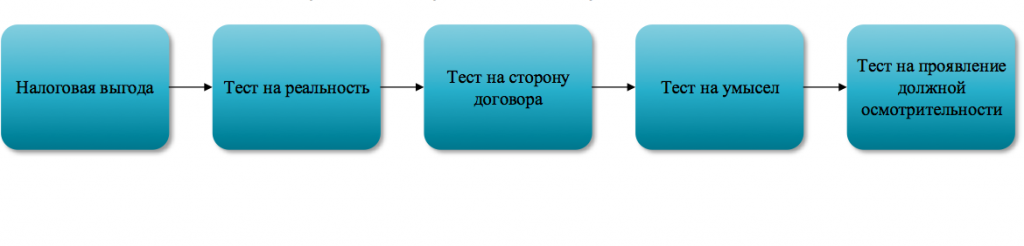 Налоговая выгода
Тест на реальность
Тест на сторону
договора
Тест на умысел
Тест на проявление
должной
осмотрительности